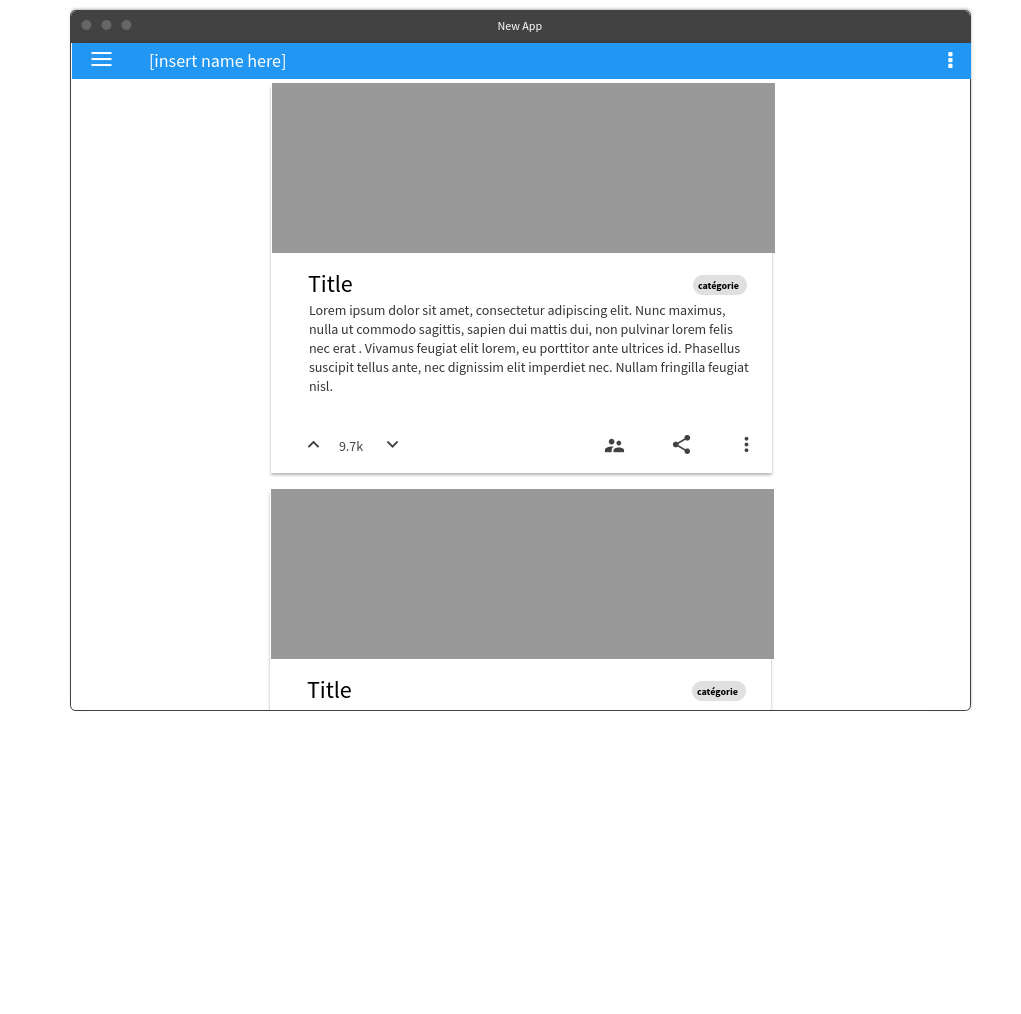 New App
[insert name here]
Title
catégorie
Lorem ipsum dolor sit amet, consectetur adipiscing elit. Nunc maximus,
nulla ut commodo sagittis, sapien dui mattis dui, non pulvinar lorem felis
nec erat . Vivamus feugiat elit lorem, eu porttitor ante ultrices id. Phasellus
suscipit tellus ante, nec dignissim elit imperdiet nec. Nullam fringilla feugiat
nisl.
9.7k
Title
catégorie